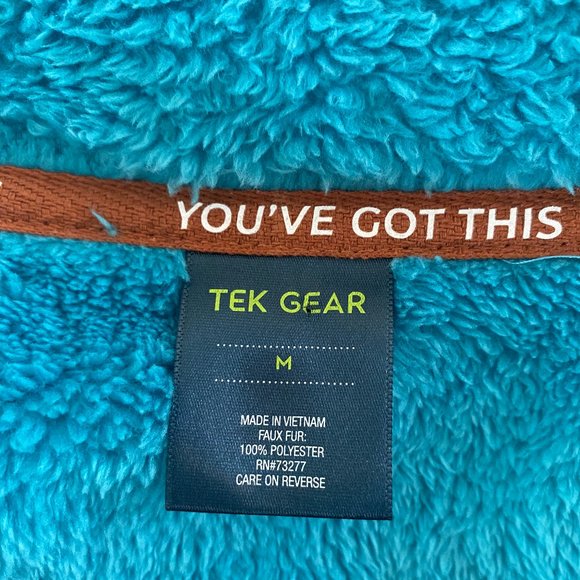 YOU'VE GOT THIS
TEK GEAR
M
MADE IN VIETNAM
FAUX FUR:
100% POLYESTER
RN#73277
CARE ON REVERSE